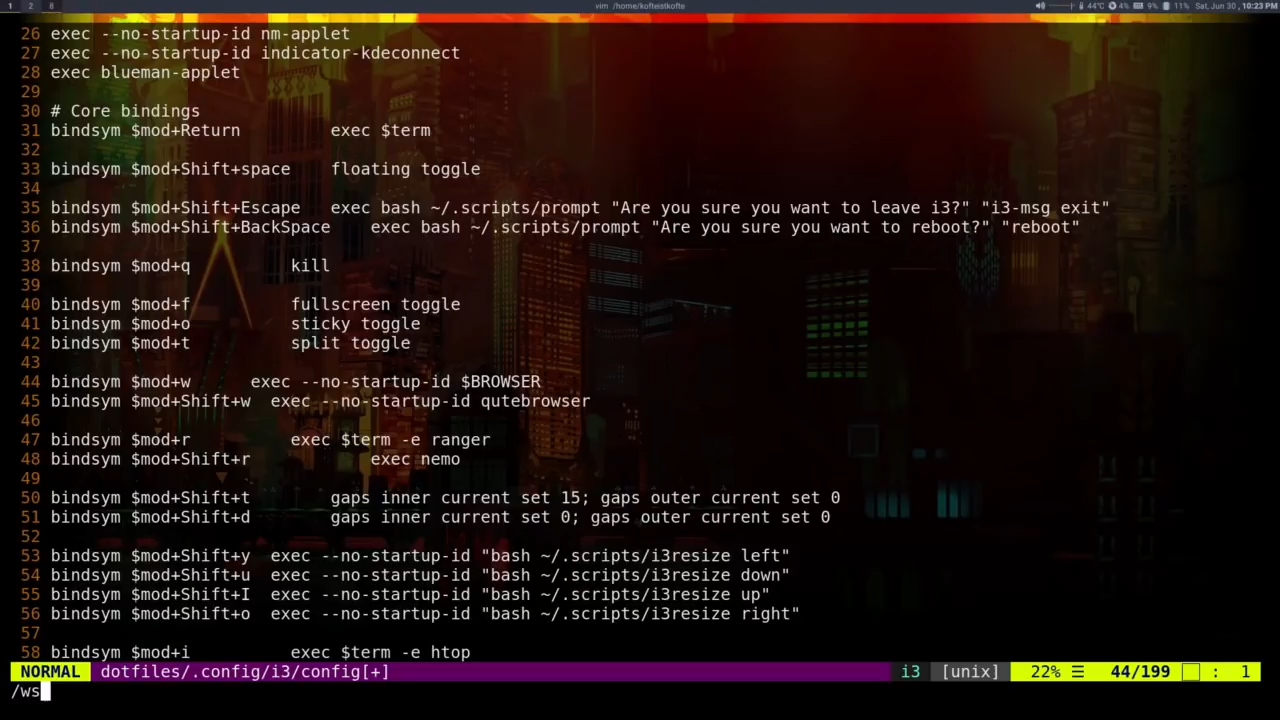 1 2 8 vim /home/kofteistkofte 44°C 4% 9% 11% Sat, Jun 30 , 10:23 PM
26 exec --no-startup-id nm-applet
27 exec --no-startup-id indicator-kdeconnect
28 exec blueman-applet
29
30 # Core bindings
31 bindsym $mod+Return exec $term
32
33 bindsym $mod+Shift+space floating toggle
34
35 bindsym $mod+Shift+Escape exec bash ~/.scripts/prompt "Are you sure you want to leave i3?" "i3-msg exit"
36 bindsym $mod+Shift+BackSpace exec bash ~/.scripts/prompt "Are you sure you want to reboot?" "reboot"
37
38 bindsym $mod+q kill
39
40 bindsym $mod+f fullscreen toggle
41 bindsym $mod+o sticky toggle
42 bindsym $mod+t split toggle
43
44 bindsym $mod+w exec --no-startup-id $BROWSER
45 bindsym $mod+Shift+w exec --no-startup-id qutebrowser
46
47 bindsym $mod+r exec $term -e ranger
48 bindsym $mod+Shift+r exec nemo
49
50 bindsym $mod+Shift+t gaps inner current set 15; gaps outer current set 0
51 bindsym $mod+Shift+d gaps inner current set 0; gaps outer current set 0
52
53 bindsym $mod+Shift+y exec --no-startup-id "bash ~/.scripts/i3resize left"
54 bindsym $mod+Shift+u exec --no-startup-id "bash ~/.scripts/i3resize down"
55 bindsym $mod+Shift+I exec --no-startup-id "bash ~/.scripts/i3resize up"
56 bindsym $mod+Shift+o exec --no-startup-id "bash ~/.scripts/i3resize right"
57
58 bindsym $mod+i exec $term -e htop
NORMAL dotfiles/.config/i3/config[+] i3 [unix] 22% ☰ 44/199 : 1
/ws